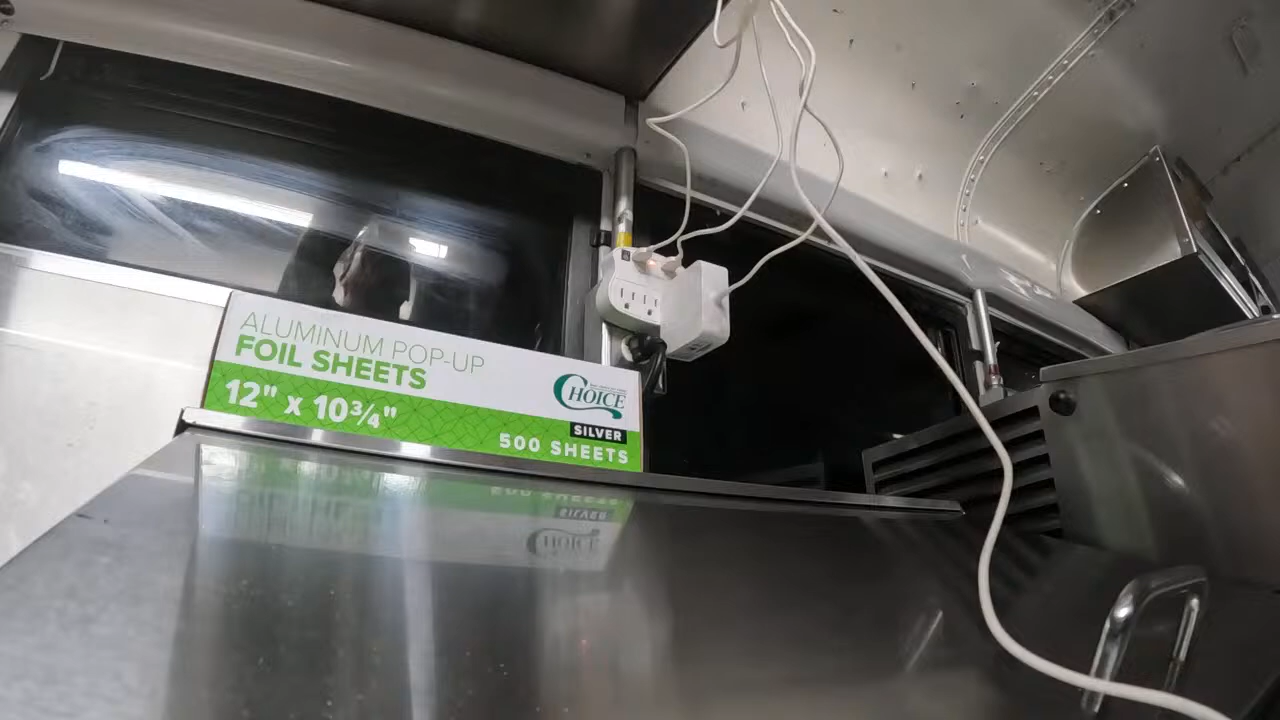 ALUMINUM POP-UP
FOIL SHEETS
12" x 10¾"
CHOICE
SILVER
500 SHEETS